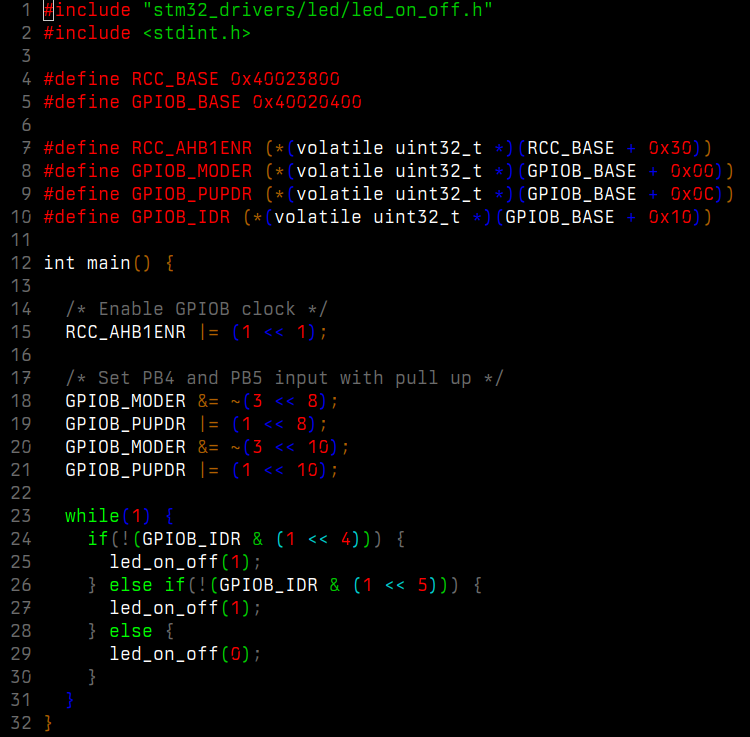 1 #include "stm32_drivers/led/led_on_off.h"
2 #include <stdint.h>
3
4 #define RCC_BASE 0x40023800
5 #define GPIOB_BASE 0x40020400
6
7 #define RCC_AHB1ENR (*(volatile uint32_t *)(RCC_BASE + 0x30))
8 #define GPIOB_MODER (*(volatile uint32_t *)(GPIOB_BASE + 0x00))
9 #define GPIOB_PUPDR (*(volatile uint32_t *)(GPIOB_BASE + 0x0C))
10 #define GPIOB_IDR (*(volatile uint32_t *)(GPIOB_BASE + 0x10))
11
12 int main() {
13
14   /* Enable GPIOB clock */
15   RCC_AHB1ENR |= (1 << 1);
16
17   /* Set PB4 and PB5 input with pull up */
18   GPIOB_MODER &= ~(3 << 8);
19   GPIOB_PUPDR |= (1 << 8);
20   GPIOB_MODER &= ~(3 << 10);
21   GPIOB_PUPDR |= (1 << 10);
22
23   while(1) {
24     if(!(GPIOB_IDR & (1 << 4))) {
25       led_on_off(1);
26     } else if(!(GPIOB_IDR & (1 << 5))) {
27       led_on_off(1);
28     } else {
29       led_on_off(0);
30     }
31   }
32 }